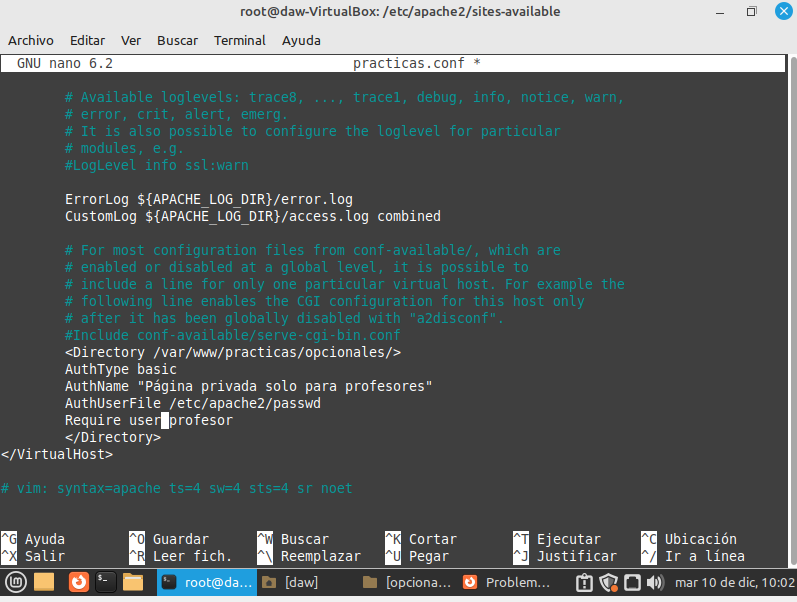 root@daw-VirtualBox: /etc/apache2/sites-available
Archivo Editar Ver Buscar Terminal Ayuda
GNU nano 6.2 practicas.conf *
# Available loglevels: trace8, ..., trace1, debug, info, notice, warn,
# error, crit, alert, emerg.
# It is also possible to configure the loglevel for particular
# modules, e.g.
#LogLevel info ssl:warn
ErrorLog ${APACHE_LOG_DIR}/error.log
CustomLog ${APACHE_LOG_DIR}/access.log combined
# For most configuration files from conf-available/, which are
# enabled or disabled at a global level, it is possible to
# include a line for only one particular virtual host. For example the
# following line enables the CGI configuration for this host only
# after it has been globally disabled with "a2disconf".
#Include conf-available/serve-cgi-bin.conf
<Directory /var/www/practicas/opcionales/>
AuthType basic
AuthName "Página privada solo para profesores"
AuthUserFile /etc/apache2/passwd
Require user profesor
</Directory>
</VirtualHost>
# vim: syntax=apache ts=4 sw=4 sts=4 sr noet
^G Ayuda ^O Guardar ^W Buscar ^K Cortar ^T Ejecutar ^C Ubicación
^X Salir ^R Leer fich. ^\ Reemplazar ^U Pegar ^J Justificar ^/ Ir a línea
root@da... [daw] [opciona... Problem... mar 10 de dic, 10:02